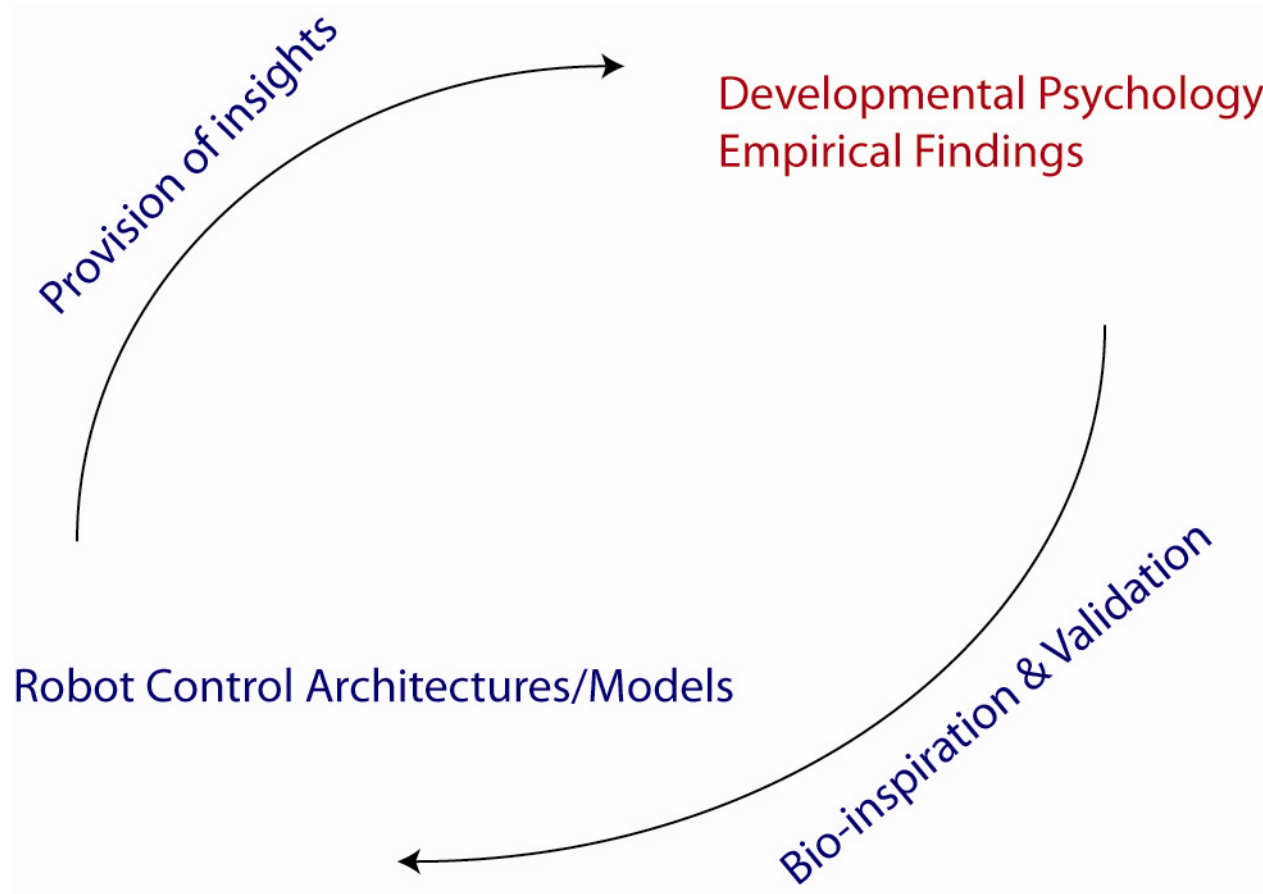 Provision of insights
Developmental Psychology
Empirical Findings
Robot Control Architectures/Models
Bio-inspiration & Validation